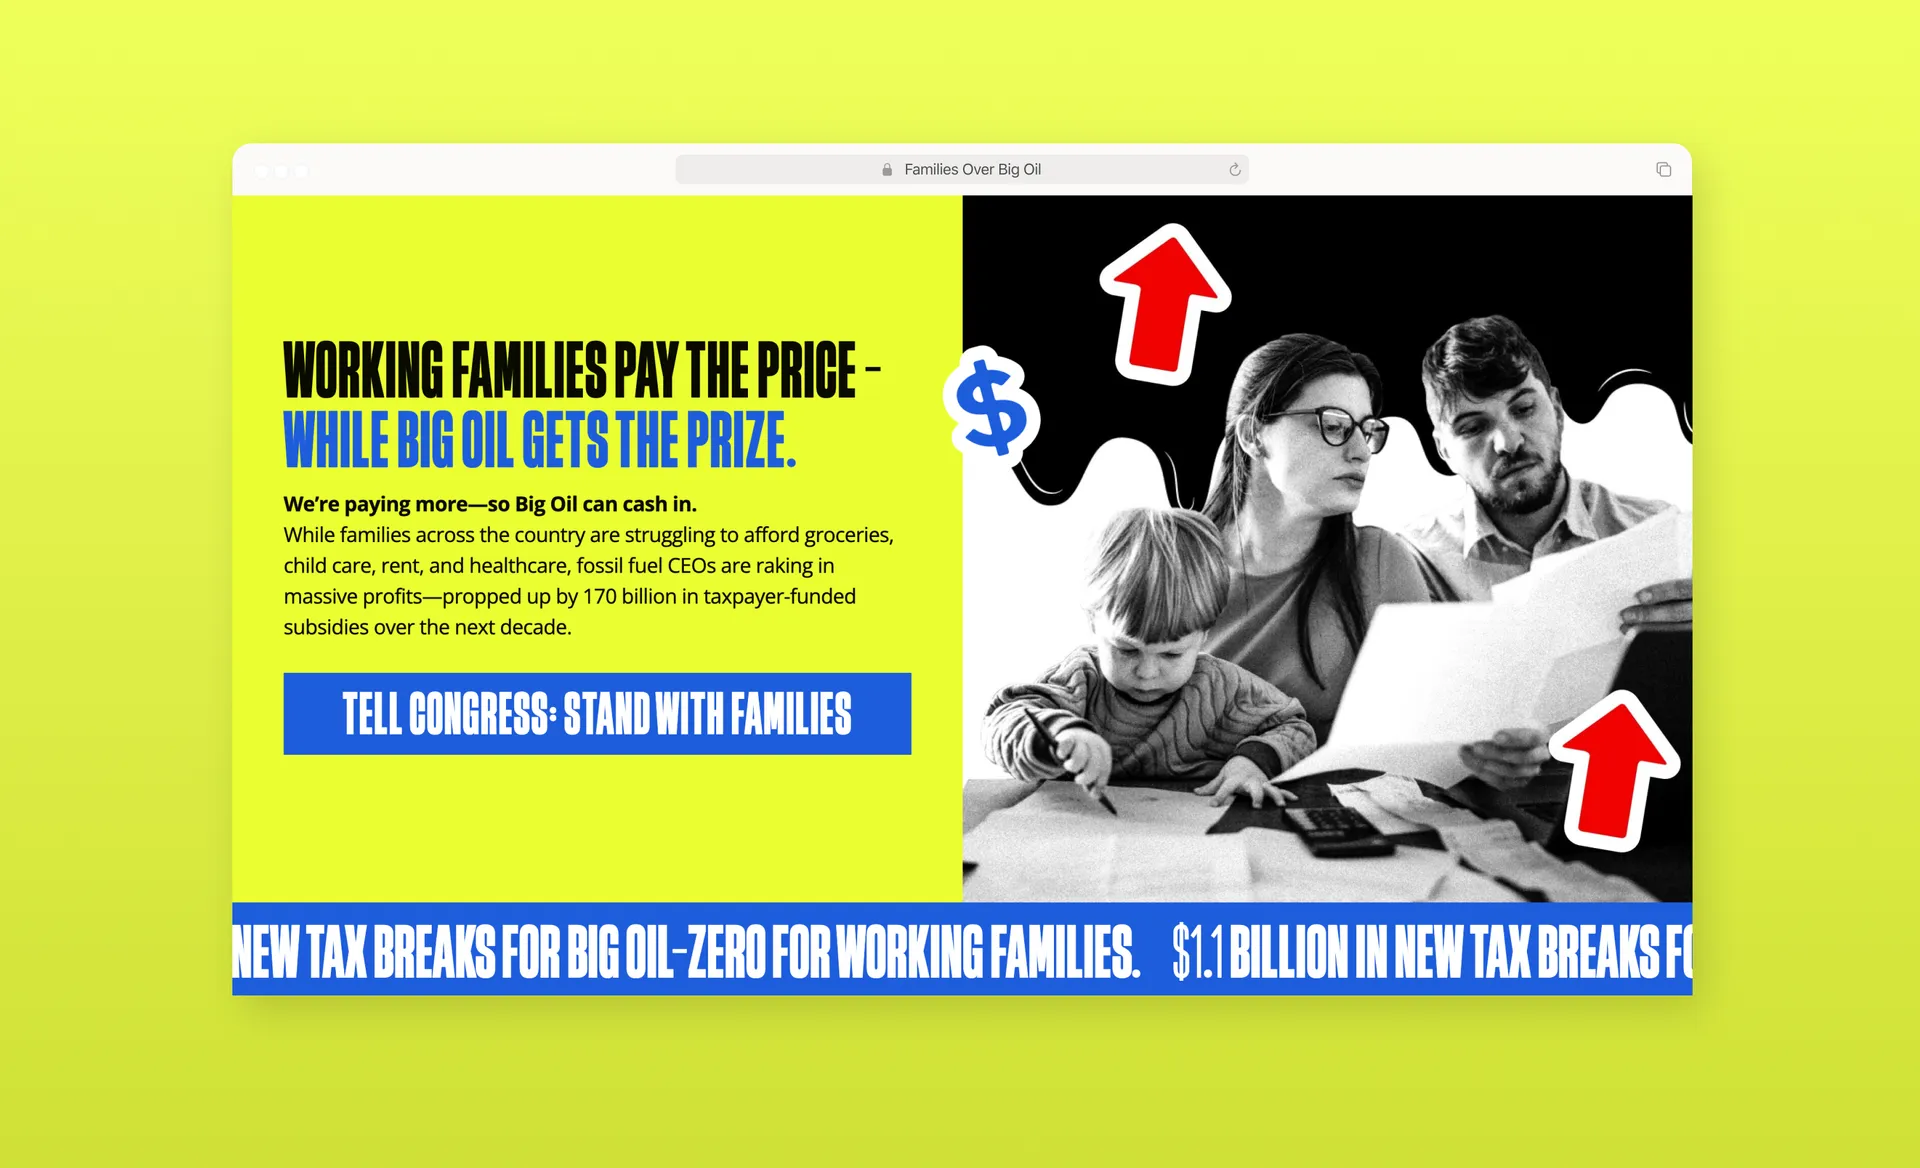 Families Over Big Oil
WORKING FAMILIES PAY THE PRICE –
WHILE BIG OIL GETS THE PRIZE.
We’re paying more—so Big Oil can cash in.
While families across the country are struggling to afford groceries,
child care, rent, and healthcare, fossil fuel CEOs are raking in
massive profits—propped up by 170 billion in taxpayer-funded
subsidies over the next decade.
TELL CONGRESS: STAND WITH FAMILIES
$
NEW TAX BREAKS FOR BIG OIL–ZERO FOR WORKING FAMILIES. $1.1 BILLION IN NEW TAX BREAKS